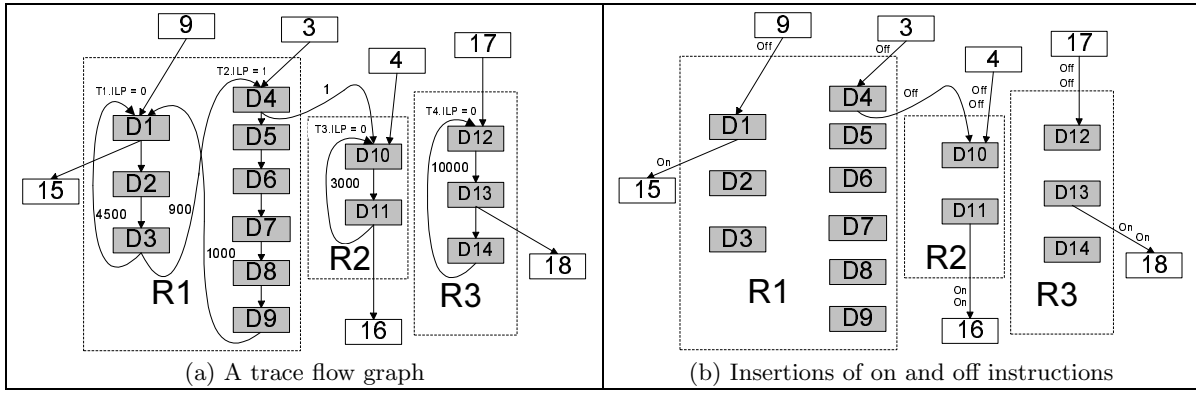 9
3
17
4
T1.ILP = 0
T2.ILP = 1
1
T4.ILP = 0
T3.ILP = 0
D1
D2
D3
15
4500
900
1000
R1
D4
D5
D6
D7
D8
D9
D10
3000
D11
R2
16
D12
10000
D13
D14
R3
18
(a) A trace flow graph
9
3
17
4
Off
Off
Off
Off
Off
Off
Off
D1
D2
D3
On
15
R1
D4
D5
D6
D7
D8
D9
D10
D11
R2
On
On
16
D12
D13
D14
On
On
R3
18
(b) Insertions of on and off instructions